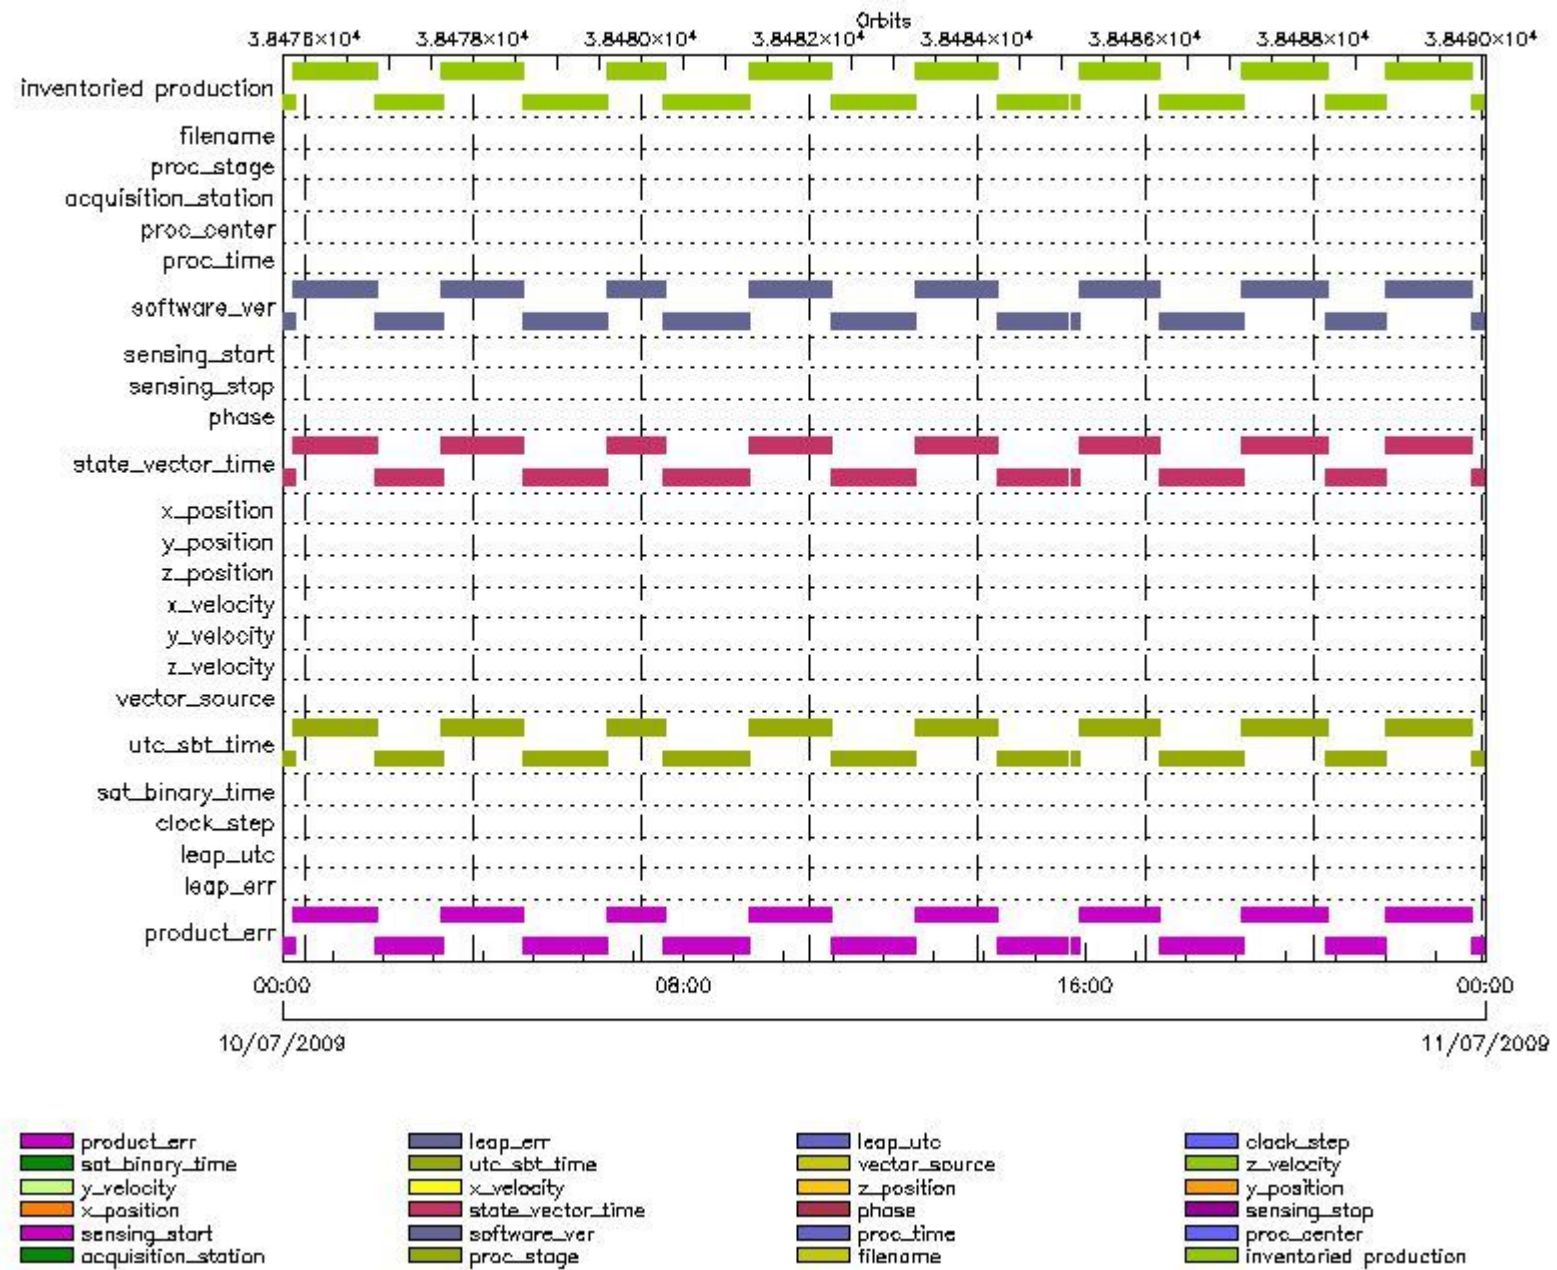 Orbits
3.8476×10⁴ 3.8478×10⁴ 3.8480×10⁴ 3.8482×10⁴ 3.8484×10⁴ 3.8486×10⁴ 3.8488×10⁴ 3.8490×10⁴
inventoried production
filename
proc_stage
acquisition_station
proc_center
proc_time
software_ver
sensing_start
sensing_stop
phase
state_vector_time
x_position
y_position
z_position
x_velocity
y_velocity
z_velocity
vector_source
utc_sbt_time
sat_binary_time
clock_step
leap_utc
leap_err
product_err
00:00 08:00 16:00 00:00
10/07/2009 11/07/2009
product_err leap_err leap_utc clock_step
sat_binary_time utc_sbt_time vector_source z_velocity
y_velocity x_velocity z_position y_position
x_position state_vector_time phase sensing_stop
sensing_start software_ver proc_time proc_center
acquisition_station proc_stage filename inventoried production